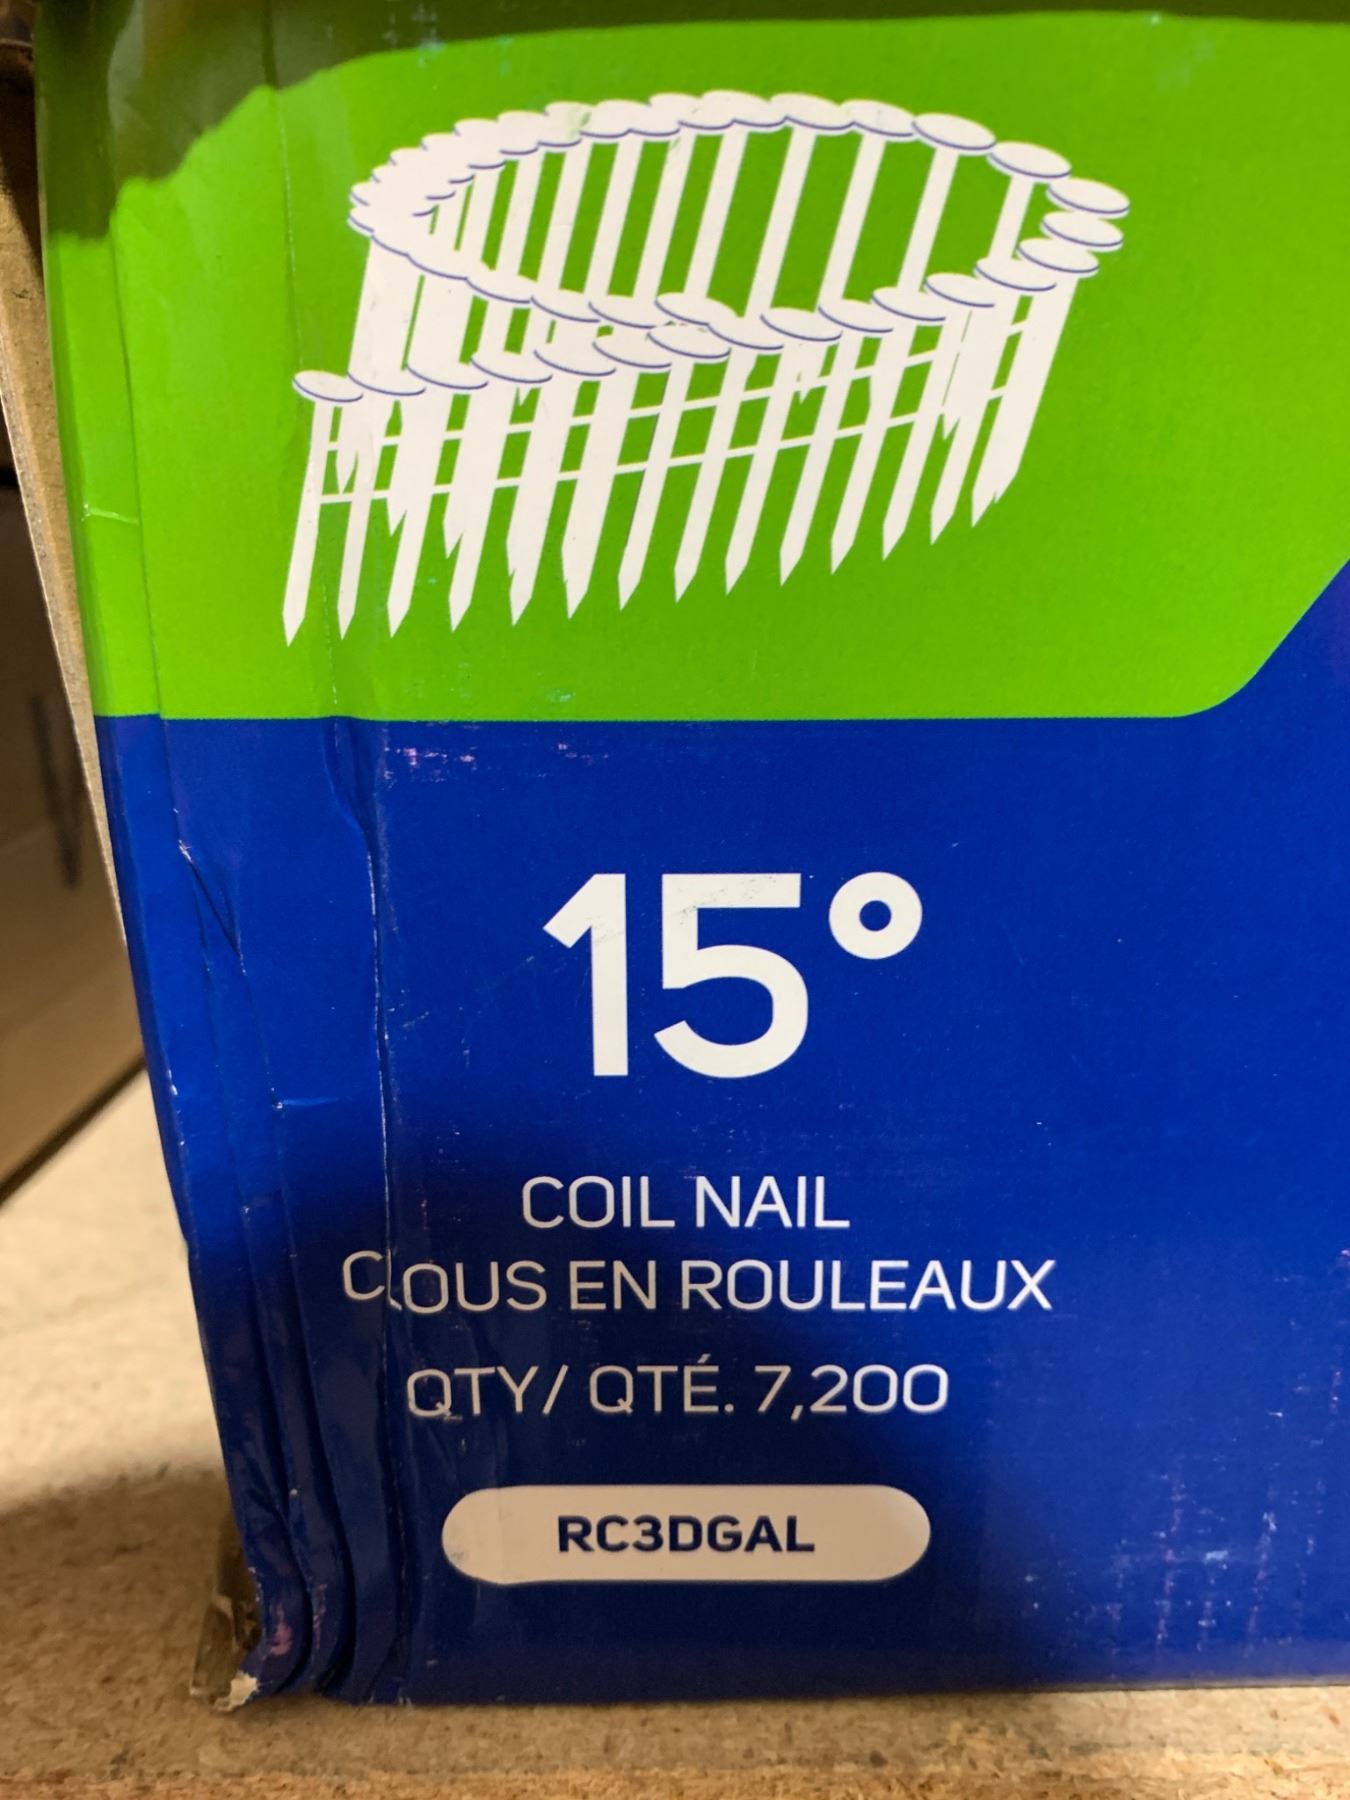 15°
COIL NAIL
CLOUS EN ROULEAUX
QTY/ QTÉ. 7,200
RC3DGAL